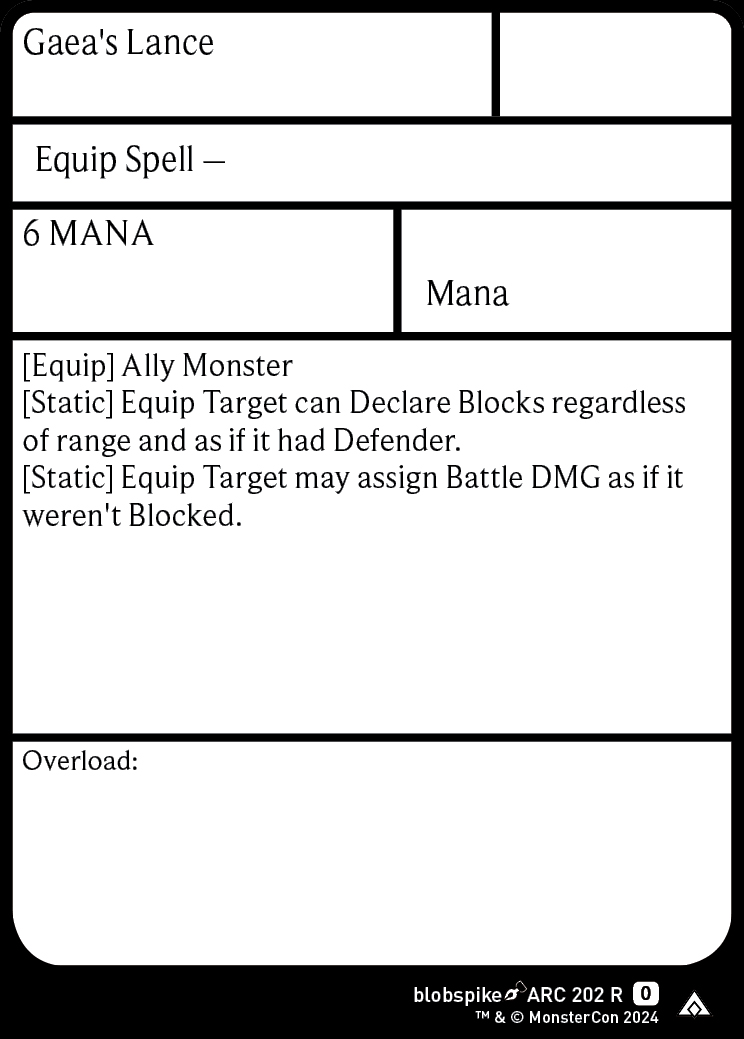 Gaea's Lance
Equip Spell —
6 MANA
Mana
[Equip] Ally Monster
[Static] Equip Target can Declare Blocks regardless
of range and as if it had Defender.
[Static] Equip Target may assign Battle DMG as if it
weren't Blocked.
Overload:
blobspike ARC 202 R 0
™ & © MonsterCon 2024